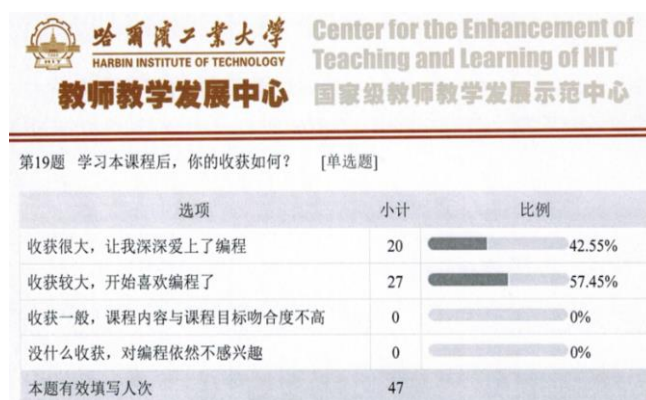 哈爾濱工業大學
HARBIN INSTITUTE OF TECHNOLOGY
教师教学发展中心
Center for the Enhancement of
Teaching and Learning of HIT
国家级教师教学发展示范中心
第19题 学习本课程后，你的收获如何？ [单选题]
选项 小计 比例
收获很大，让我深深爱上了编程 20 42.55%
收获较大，开始喜欢编程了 27 57.45%
收获一般，课程内容与课程目标吻合度不高 0 0%
没什么收获，对编程依然不感兴趣 0 0%
本题有效填写人次 47